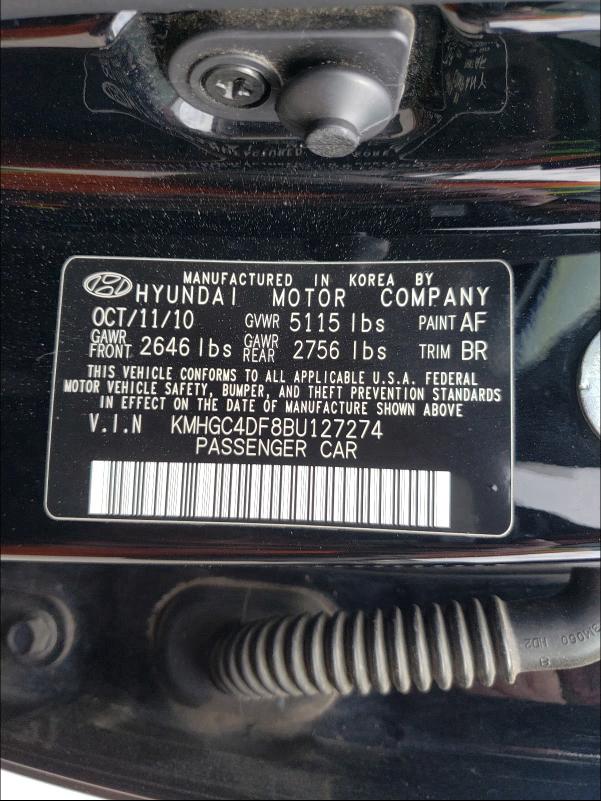 MANUFACTURED IN KOREA BY
HYUNDAI MOTOR COMPANY
OCT/11/10 GVWR 5115 lbs PAINT AF
GAWR FRONT 2646 lbs GAWR REAR 2756 lbs TRIM BR
THIS VEHICLE CONFORMS TO ALL APPLICABLE U.S.A. FEDERAL
MOTOR VEHICLE SAFETY, BUMPER, AND THEFT PREVENTION STANDARDS
IN EFFECT ON THE DATE OF MANUFACTURE SHOWN ABOVE
V.I.N KMHGC4DF8BU127274
PASSENGER CAR